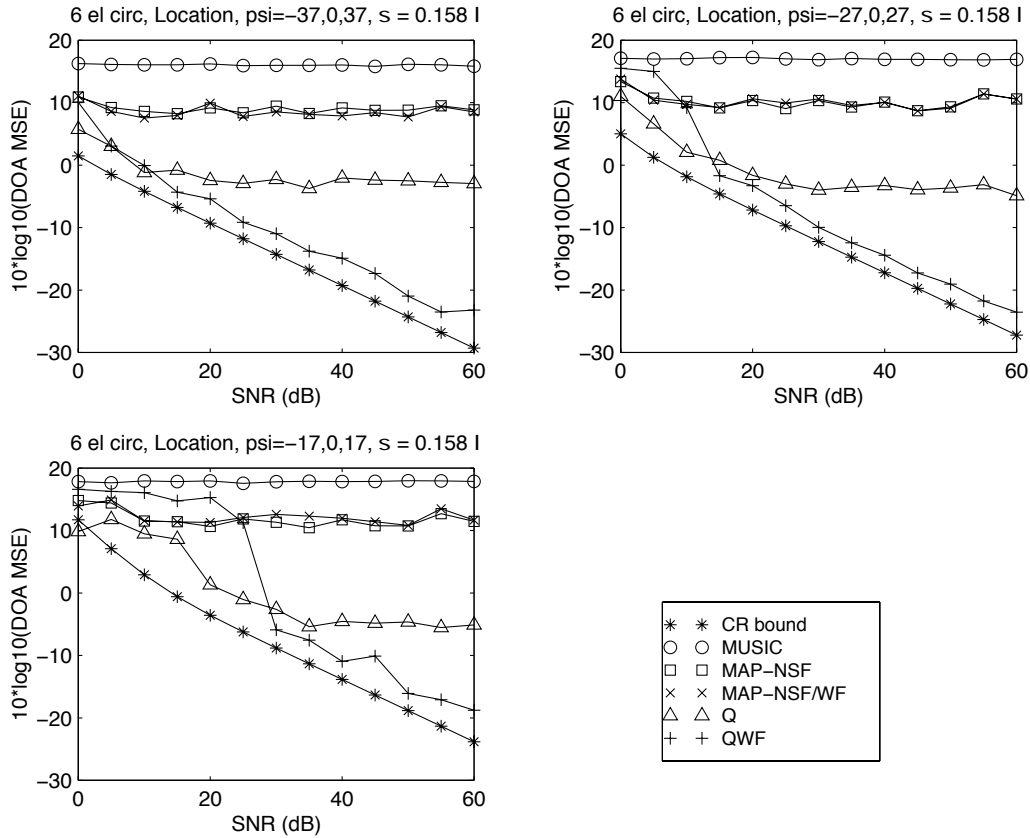 6 el circ, Location, psi=−37,0,37, s = 0.158 I
20
10
0
−10
−20
−30
10*log10(DOA MSE)
0
20
40
60
SNR (dB)
6 el circ, Location, psi=−27,0,27, s = 0.158 I
20
10
0
−10
−20
−30
10*log10(DOA MSE)
0
20
40
60
SNR (dB)
6 el circ, Location, psi=−17,0,17, s = 0.158 I
20
10
0
−10
−20
−30
10*log10(DOA MSE)
0
20
40
60
SNR (dB)
CR bound
MUSIC
MAP−NSF
MAP−NSF/WF
Q
QWF